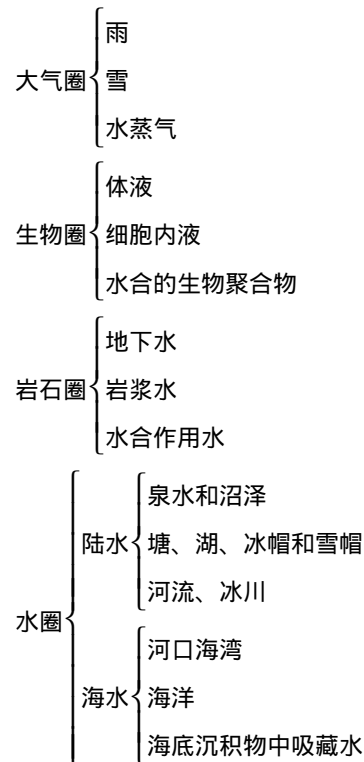 雨
大气圈 雪
水蒸气
体液
生物圈 细胞内液
水合的生物聚合物
地下水
岩石圈 岩浆水
水合作用水
泉水和沼泽
陆水 塘、湖、冰帽和雪帽
河流、冰川
水圈
河口海湾
海水 海洋
海底沉积物中吸藏水